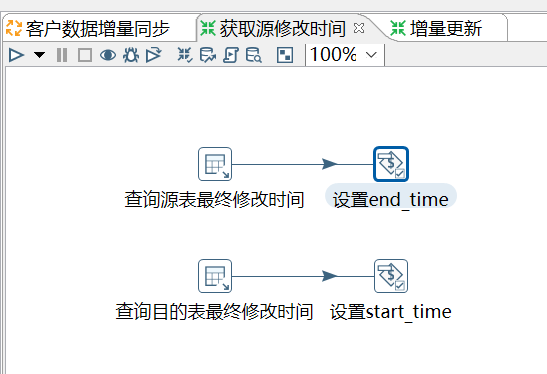 客户数据增量同步 获取源修改时间 增量更新
100%
查询源表最终修改时间 设置end_time
查询目的表最终修改时间 设置start_time